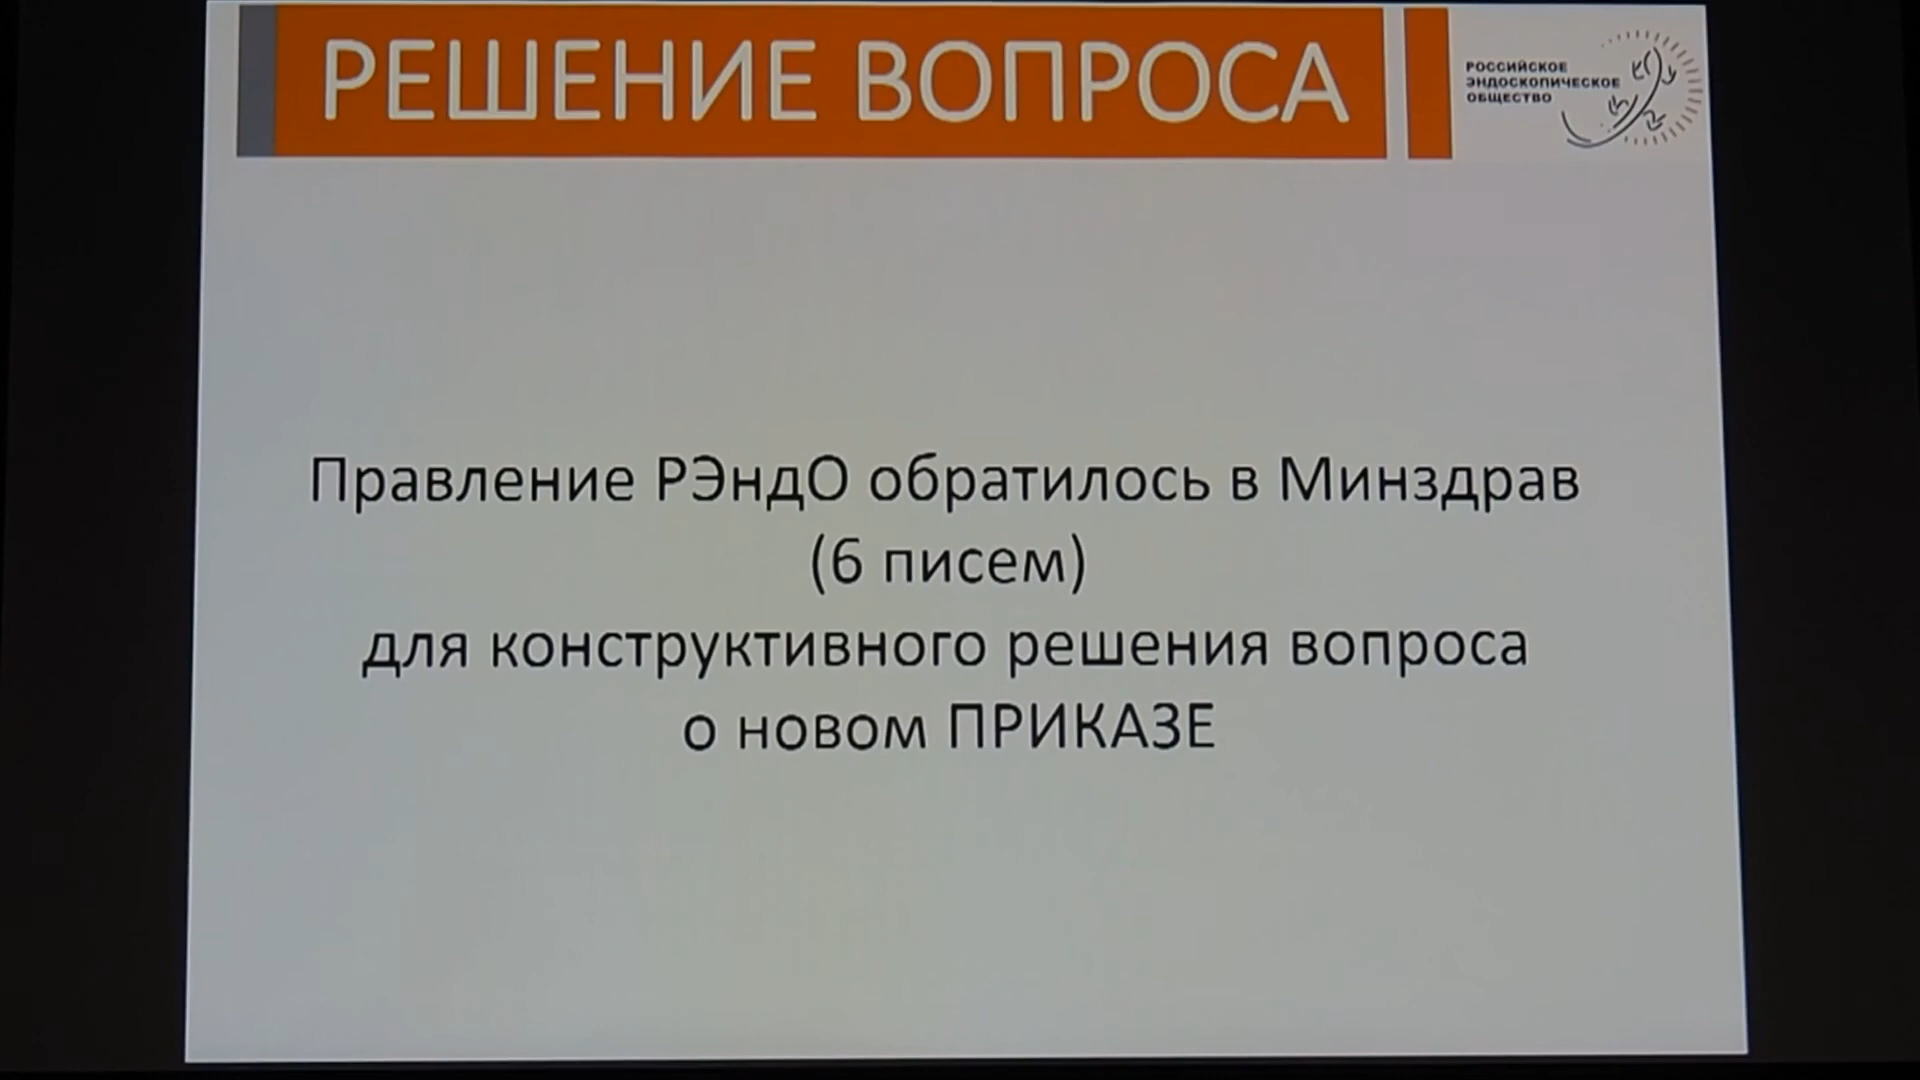 РЕШЕНИЕ ВОПРОСА
РОССИЙСКОЕ
ЭНДОСКОПИЧЕСКОЕ
ОБЩЕСТВО
Правление РЭндО обратилось в Минздрав
(6 писем)
для конструктивного решения вопроса
о новом ПРИКАЗЕ